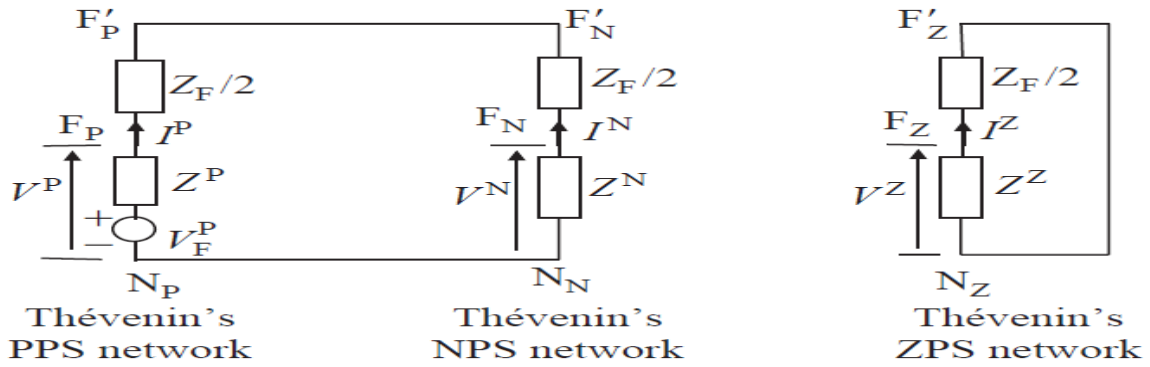 F′P F′N F′Z
ZF/2 ZF/2 ZF/2
FP IP FN IN FZ IZ
VP ZP VN ZN VZ ZZ
+
− VPF
NP NN NZ
Thévenin’s Thévenin’s Thévenin’s
PPS network NPS network ZPS network